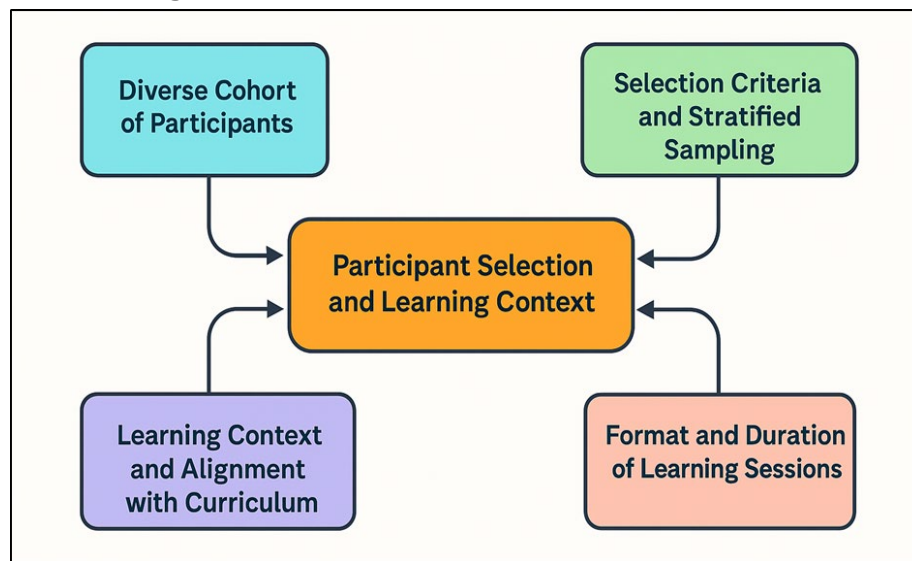 Diverse Cohort
of Participants
Selection Criteria
and Stratified
Sampling
Participant Selection
and Learning Context
Learning Context
and Alignment
with Curriculum
Format and Duration
of Learning Sessions